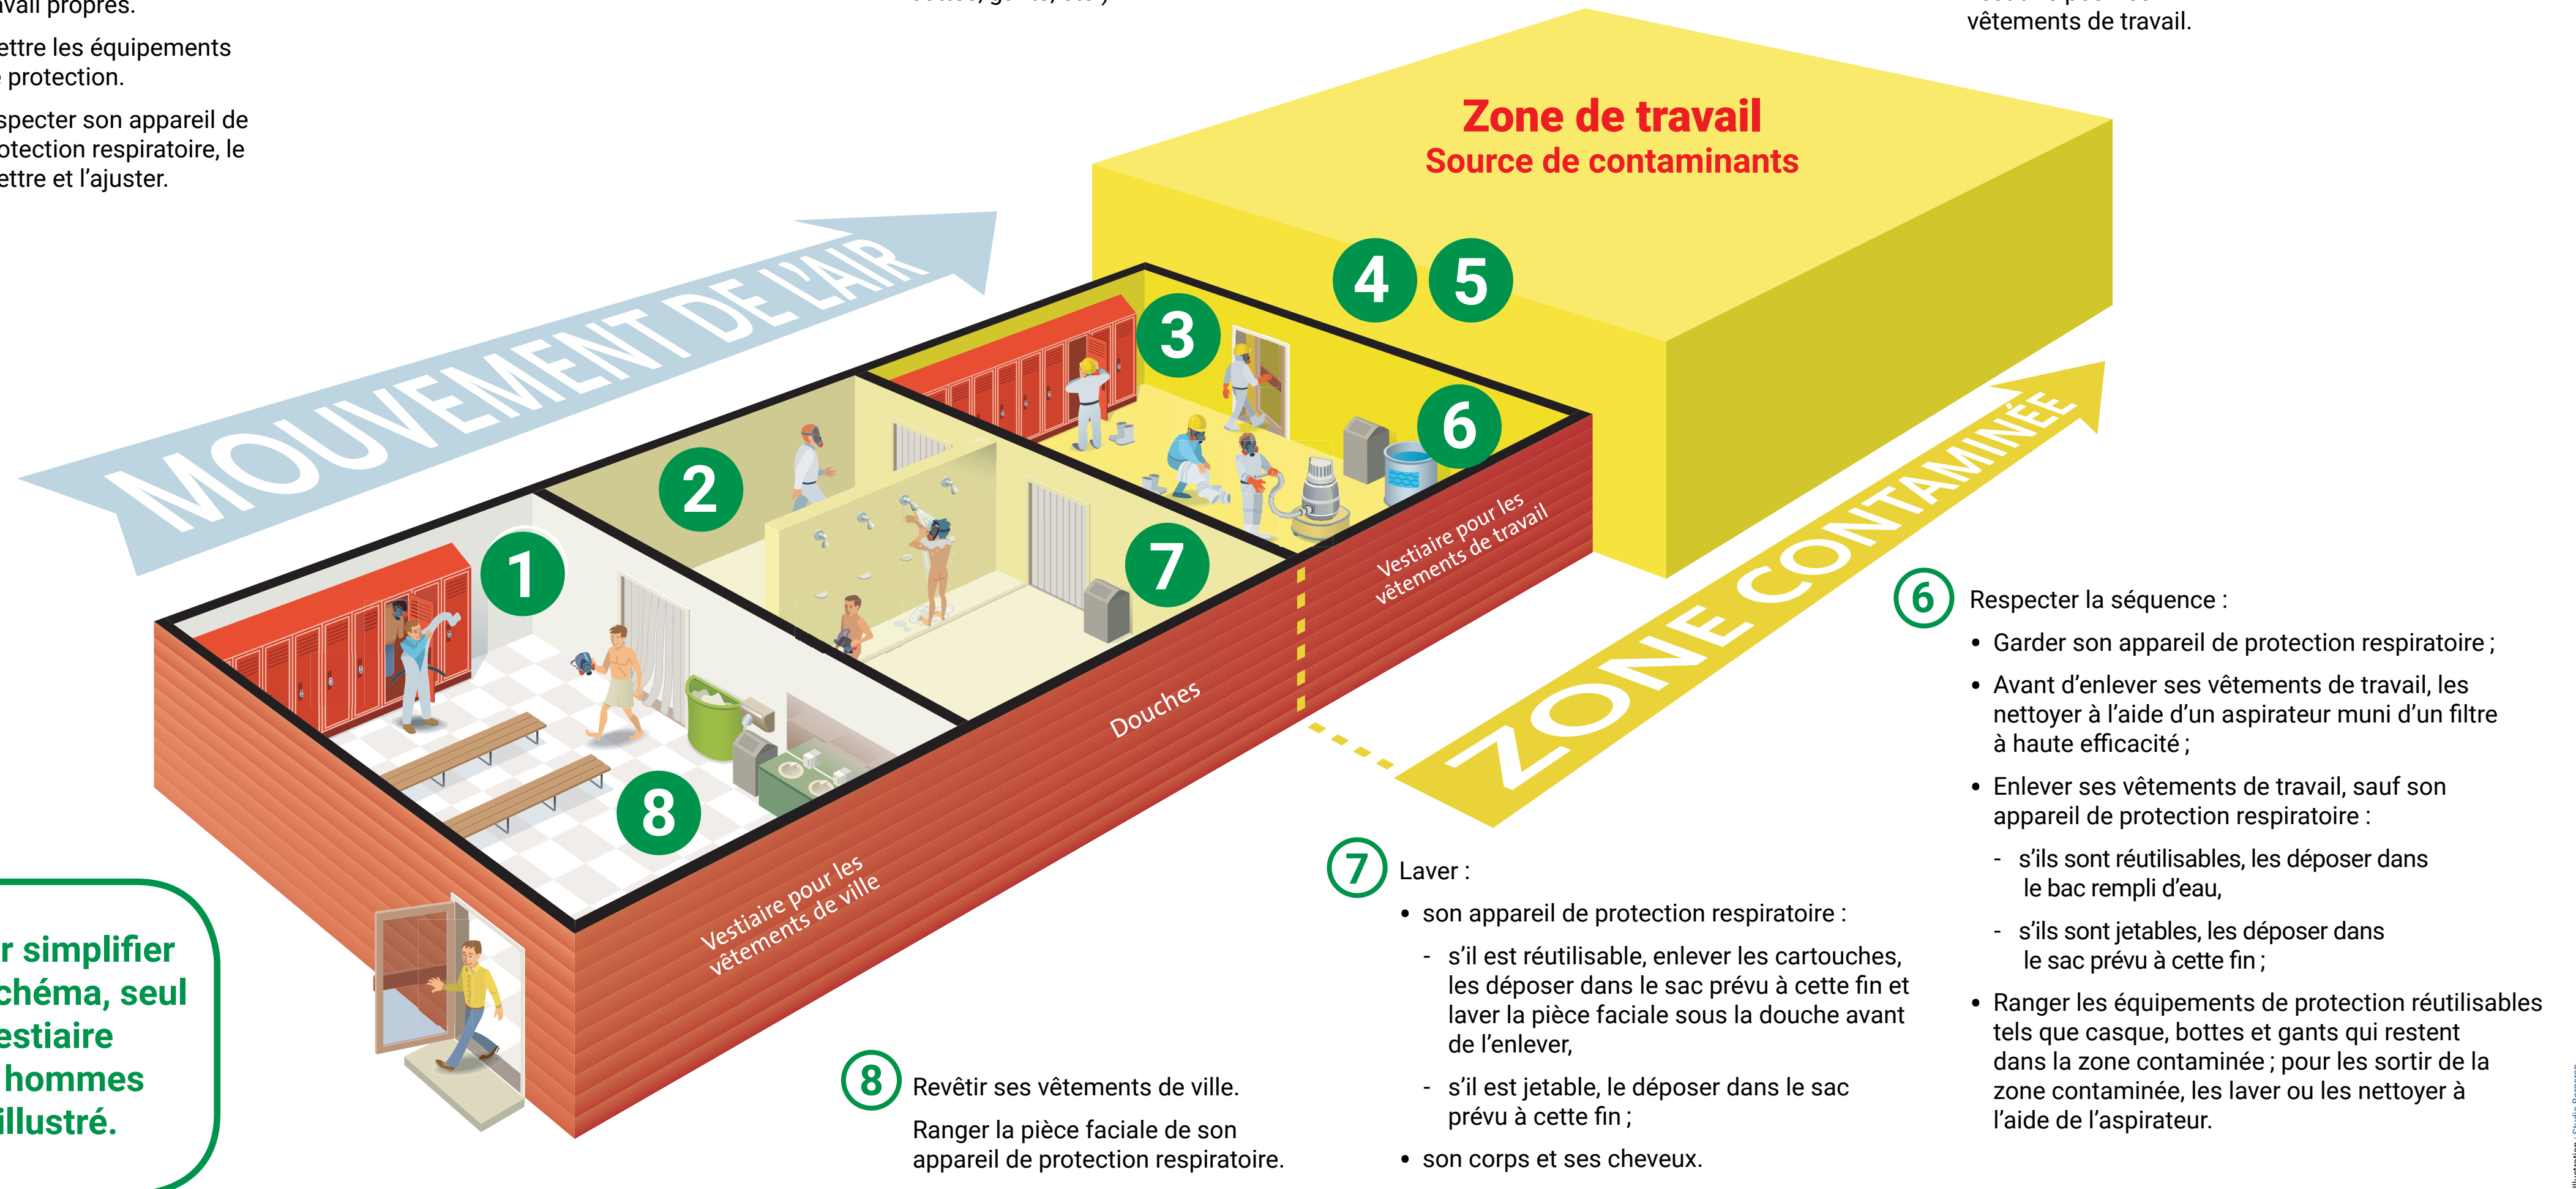 avail propres.
ettre les équipements
e protection.
specter son appareil de
otection respiratoire, le
ettre et l'ajuster.
vêtements de travail.
Zone de travail
Source de contaminants
MOUVEMENT DE L'AIR
4
5
3
6
2
7
1
8
Vestiaire pour les
vêtements de travail
Douches
Vestiaire pour les
vêtements de ville
ZONE CONTAMINÉE
r simplifier
chéma, seul
estiaire
hommes
illustré.
8 Revêtir ses vêtements de ville.
Ranger la pièce faciale de son
appareil de protection respiratoire.
7 Laver :
• son appareil de protection respiratoire :
- s'il est réutilisable, enlever les cartouches,
les déposer dans le sac prévu à cette fin et
laver la pièce faciale sous la douche avant
de l'enlever,
- s'il est jetable, le déposer dans le sac
prévu à cette fin ;
• son corps et ses cheveux.
6 Respecter la séquence :
• Garder son appareil de protection respiratoire ;
• Avant d'enlever ses vêtements de travail, les
nettoyer à l'aide d'un aspirateur muni d'un filtre
à haute efficacité ;
• Enlever ses vêtements de travail, sauf son
appareil de protection respiratoire :
- s'ils sont réutilisables, les déposer dans
le bac rempli d'eau,
- s'ils sont jetables, les déposer dans
le sac prévu à cette fin ;
• Ranger les équipements de protection réutilisables
tels que casque, bottes et gants qui restent
dans la zone contaminée ; pour les sortir de la
zone contaminée, les laver ou les nettoyer à
l'aide de l'aspirateur.